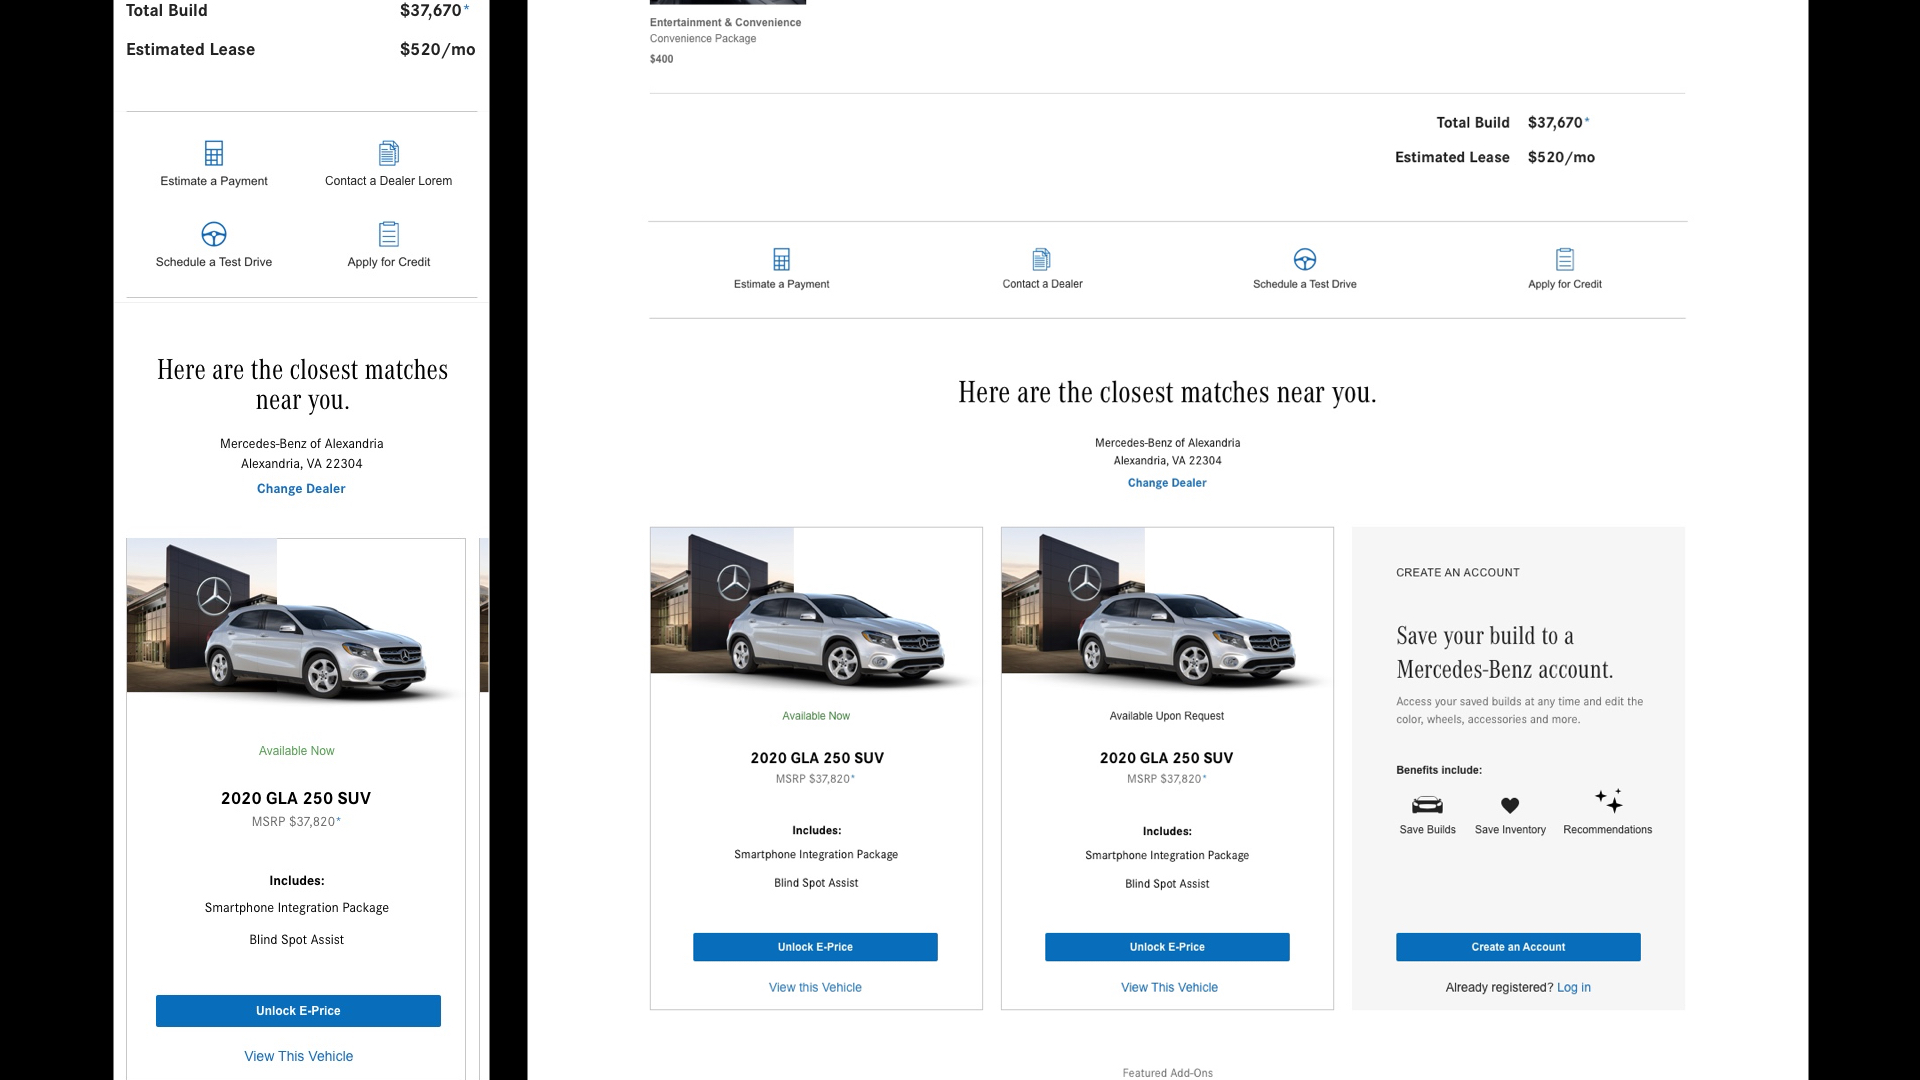 Total Build $37,670*
Estimated Lease $520/mo
Estimate a Payment
Contact a Dealer Lorem
Schedule a Test Drive
Apply for Credit
Here are the closest matches
near you.
Mercedes-Benz of Alexandria
Alexandria, VA 22304
Change Dealer
Available Now
2020 GLA 250 SUV
MSRP $37,820*
Includes:
Smartphone Integration Package
Blind Spot Assist
Unlock E-Price
View This Vehicle
Entertainment & Convenience
Convenience Package
$400
Total Build $37,670*
Estimated Lease $520/mo
Estimate a Payment
Contact a Dealer
Schedule a Test Drive
Apply for Credit
Here are the closest matches near you.
Mercedes-Benz of Alexandria
Alexandria, VA 22304
Change Dealer
Available Now
2020 GLA 250 SUV
MSRP $37,820*
Includes:
Smartphone Integration Package
Blind Spot Assist
Unlock E-Price
View this Vehicle
Available Upon Request
2020 GLA 250 SUV
MSRP $37,820*
Includes:
Smartphone Integration Package
Blind Spot Assist
Unlock E-Price
View This Vehicle
CREATE AN ACCOUNT
Save your build to a
Mercedes-Benz account.
Access your saved builds at any time and edit the
color, wheels, accessories and more.
Benefits include:
Save Builds
Save Inventory
Recommendations
Create an Account
Already registered? Log in
Featured Add-Ons